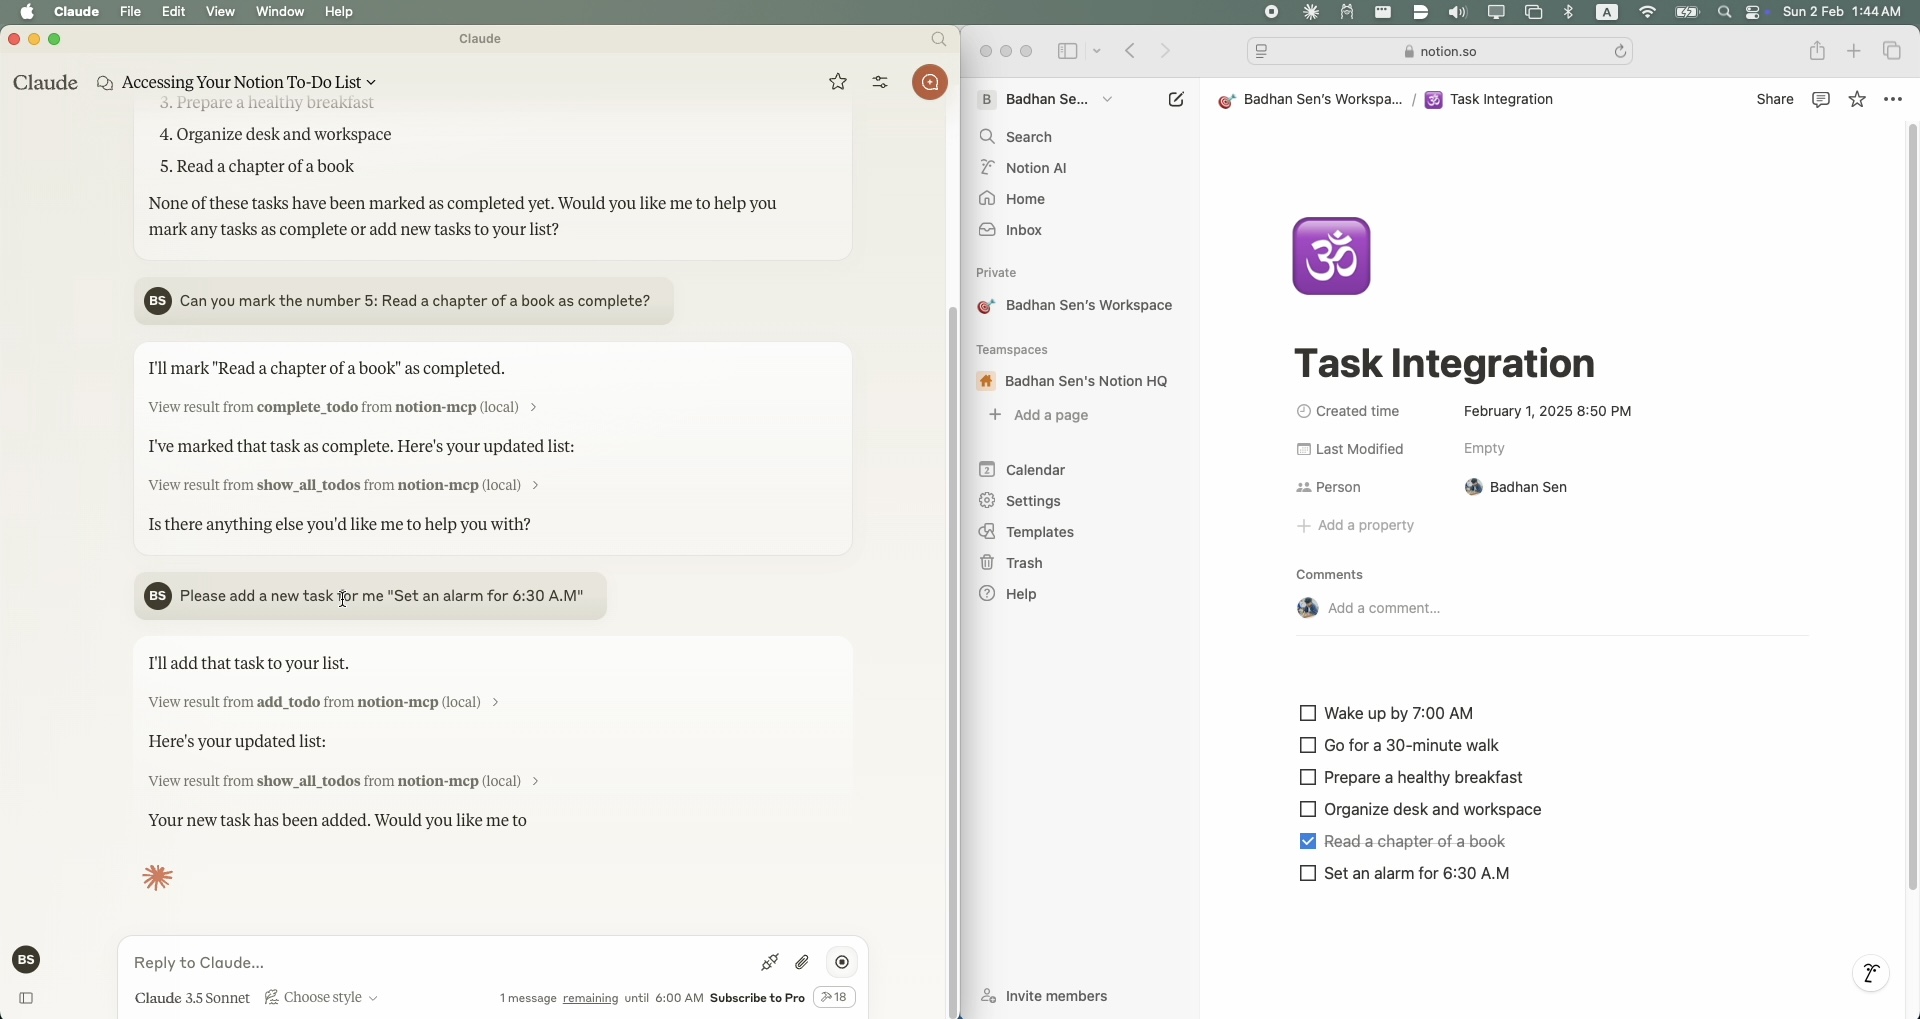 Claude File Edit View Window Help
A
Sun 2 Feb 1:44 AM
Claude
Claude
Accessing Your Notion To-Do List
3. Prepare a healthy breakfast
4. Organize desk and workspace
5. Read a chapter of a book
None of these tasks have been marked as completed yet. Would you like me to help you
mark any tasks as complete or add new tasks to your list?
BS Can you mark the number 5: Read a chapter of a book as complete?
I'll mark "Read a chapter of a book" as completed.
View result from complete_todo from notion-mcp (local)
I've marked that task as complete. Here's your updated list:
View result from show_all_todos from notion-mcp (local)
Is there anything else you'd like me to help you with?
BS Please add a new task for me "Set an alarm for 6:30 A.M"
I'll add that task to your list.
View result from add_todo from notion-mcp (local)
Here's your updated list:
View result from show_all_todos from notion-mcp (local)
Your new task has been added. Would you like me to
BS
Reply to Claude...
Claude 3.5 Sonnet Choose style
1 message remaining until 6:00 AM Subscribe to Pro 18
notion.so
B Badhan Se...
Search
Notion AI
Home
Inbox
Private
Badhan Sen's Workspace
Teamspaces
Badhan Sen's Notion HQ
+ Add a page
2 Calendar
Settings
Templates
Trash
Help
Invite members
Badhan Sen's Workspa... / ॐ Task Integration
Share
ॐ
Task Integration
Created time February 1, 2025 8:50 PM
Last Modified Empty
Person Badhan Sen
+ Add a property
Comments
Add a comment...
Wake up by 7:00 AM
Go for a 30-minute walk
Prepare a healthy breakfast
Organize desk and workspace
Read a chapter of a book
Set an alarm for 6:30 A.M